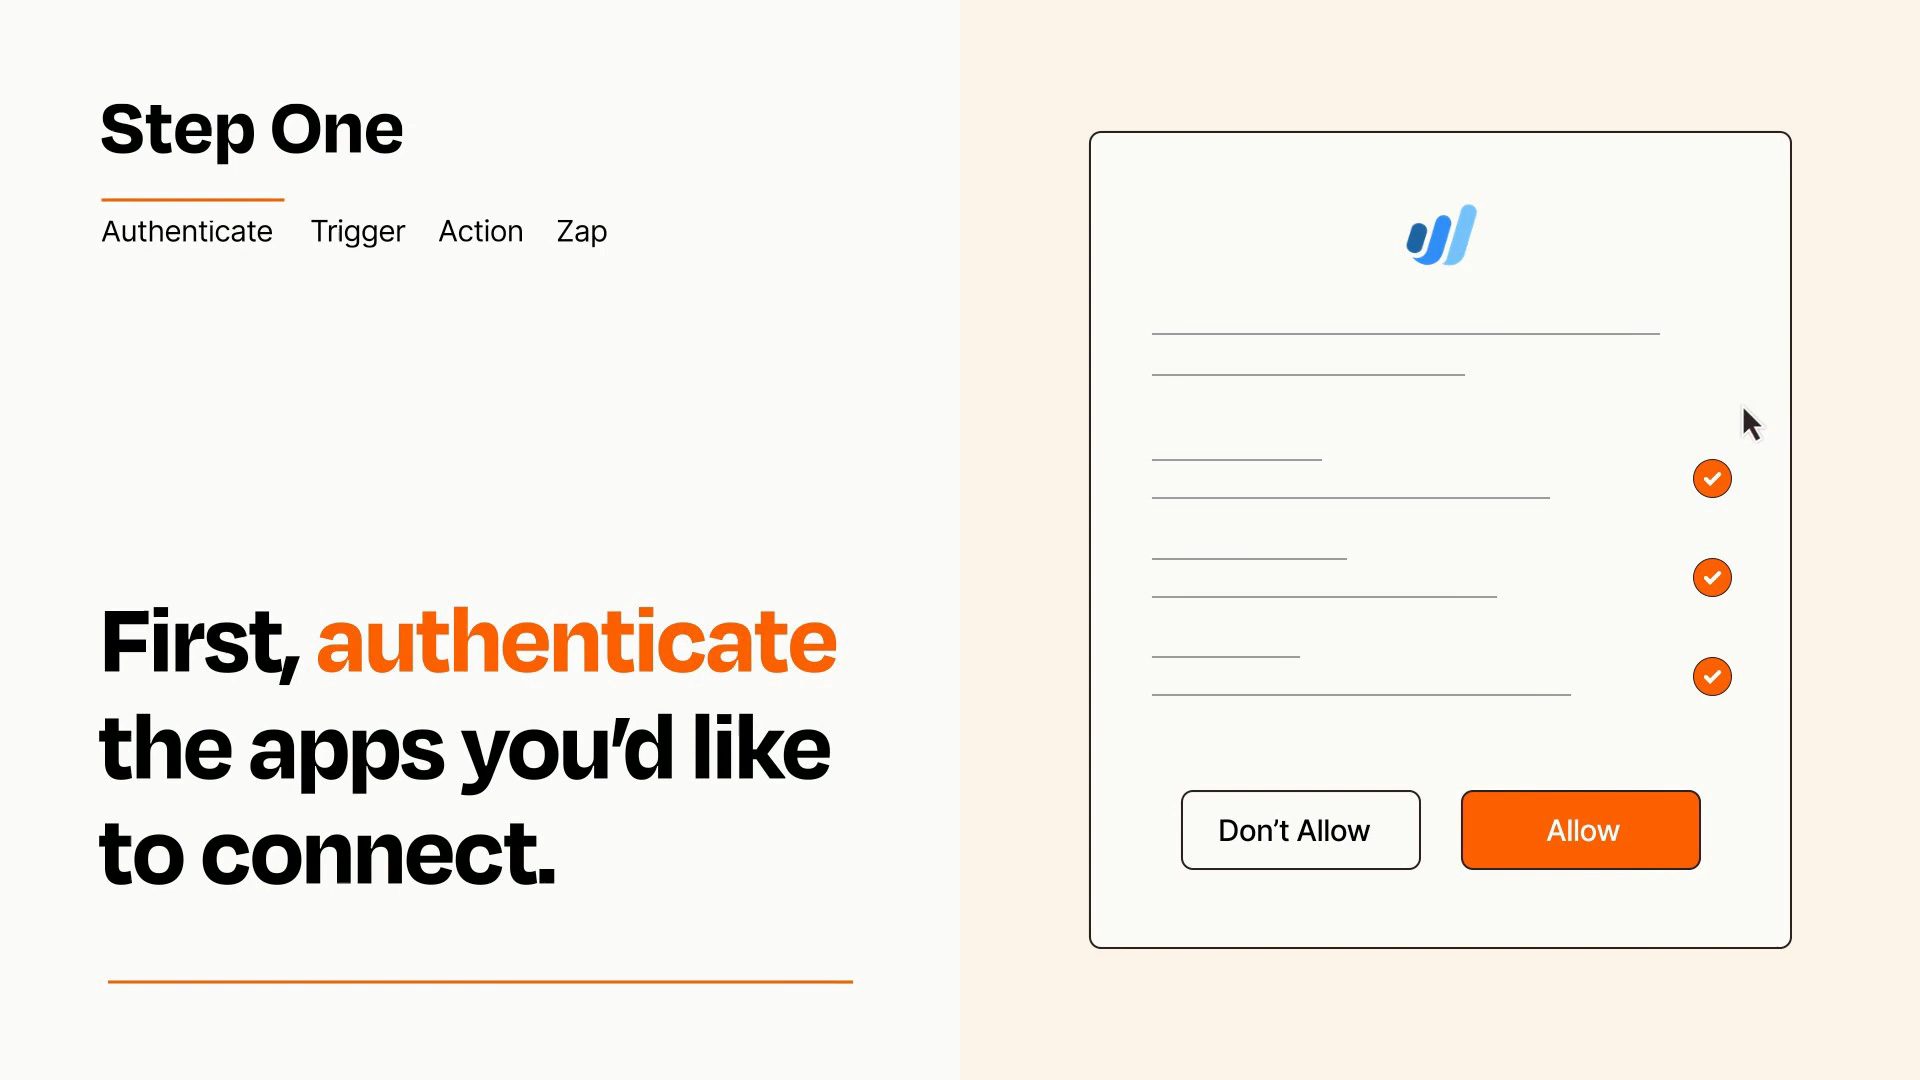 Step One
Authenticate Trigger Action Zap
First, authenticate
the apps you’d like
to connect.
Don’t Allow
Allow